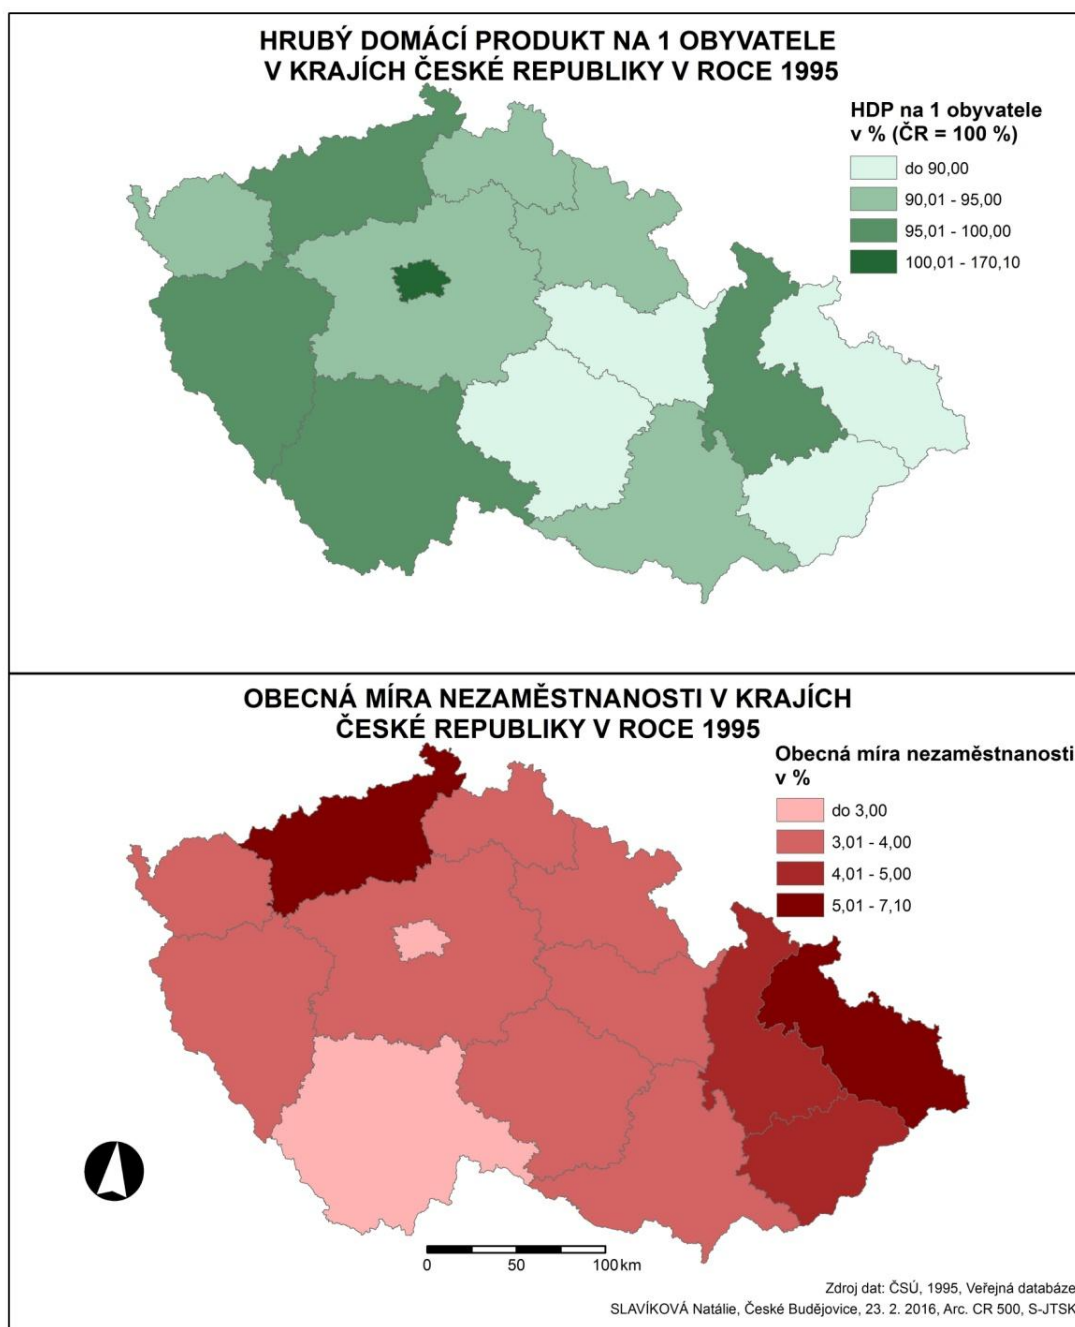 HRUBÝ DOMÁCÍ PRODUKT NA 1 OBYVATELE
V KRAJÍCH ČESKÉ REPUBLIKY V ROCE 1995
HDP na 1 obyvatele
v % (ČR = 100 %)
do 90,00
90,01 - 95,00
95,01 - 100,00
100,01 - 170,10
OBECNÁ MÍRA NEZAMĚSTNANOSTI V KRAJÍCH
ČESKÉ REPUBLIKY V ROCE 1995
Obecná míra nezaměstnanosti
v %
do 3,00
3,01 - 4,00
4,01 - 5,00
5,01 - 7,10
0 50 100 km
Zdroj dat: ČSÚ, 1995, Veřejná databáze
SLAVÍKOVÁ Natálie, České Budějovice, 23. 2. 2016, Arc. CR 500, S-JTSK